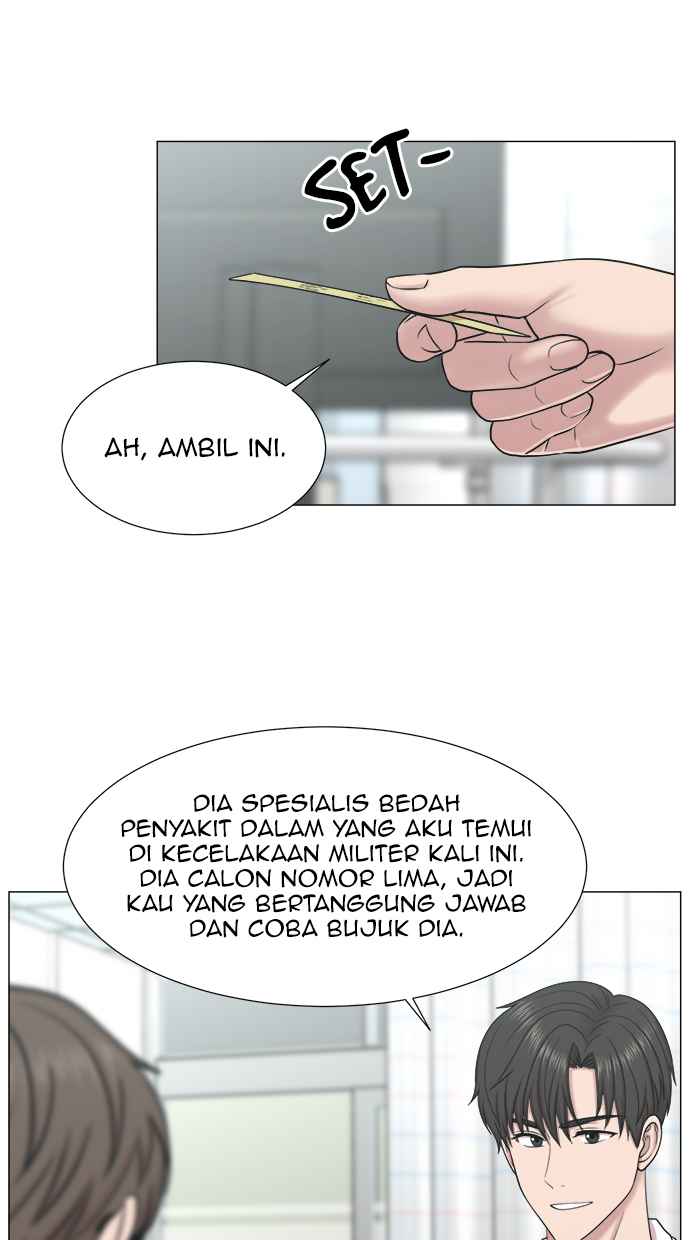 SET-
AH, AMBIL INI.
DIA SPESIALIS BEDAH
PENYAKIT DALAM YANG AKU TEMUI
DI KECELAKAAN MILITER KALI INI.
DIA CALON NOMOR LIMA, JADI
KAU YANG BERTANGGUNG JAWAB
DAN COBA BUJUK DIA.